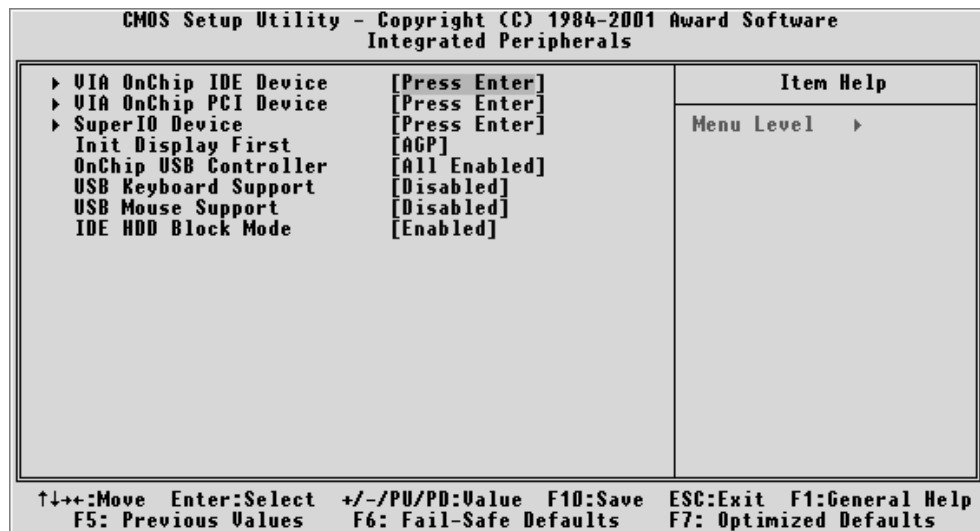 CMOS Setup Utility - Copyright (C) 1984-2001 Award Software
Integrated Peripherals
▸ VIA OnChip IDE Device [Press Enter]
▸ VIA OnChip PCI Device [Press Enter]
▸ SuperIO Device [Press Enter]
Init Display First [AGP]
OnChip USB Controller [All Enabled]
USB Keyboard Support [Disabled]
USB Mouse Support [Disabled]
IDE HDD Block Mode [Enabled]
Item Help
Menu Level ▸
↑↓→←:Move Enter:Select +/-/PU/PD:Value F10:Save ESC:Exit F1:General Help
F5: Previous Values F6: Fail-Safe Defaults F7: Optimized Defaults